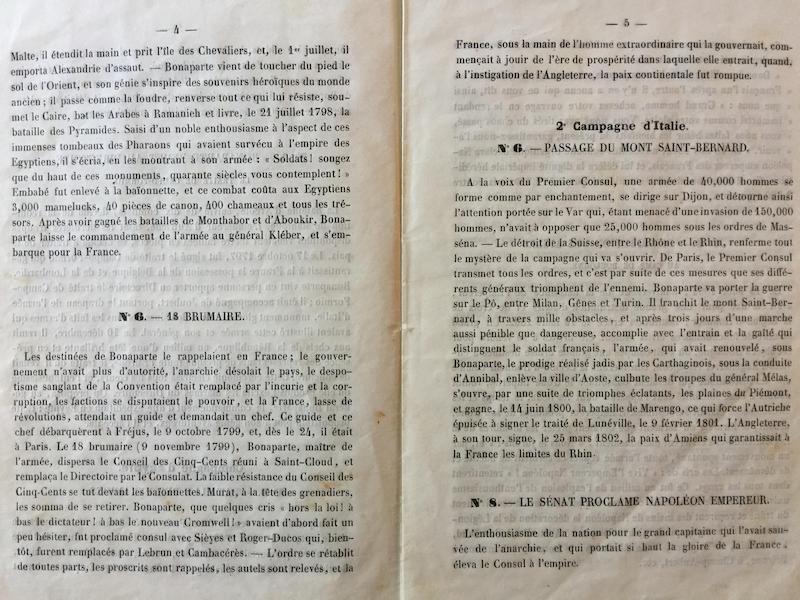 — 4 —
Malte, il étendit la main et prit l'île des Chevaliers, et, le 1er juillet, il
emporta Alexandrie d'assaut. — Bonaparte vient de toucher du pied le
sol de l'Orient, et son génie s'inspire des souvenirs héroïques du monde
ancien; il passe comme la foudre, renverse tout ce qui lui résiste, sou-
met le Caire, bat les Arabes à Ramanieh et livre, le 21 juillet 1798, la
bataille des Pyramides. Saisi d'un noble enthousiasme à l'aspect de ces
immenses tombeaux des Pharaons qui avaient survécu à l'empire des
Egyptiens, il s'écria, en les montrant à son armée : « Soldats! songez
que du haut de ces monuments, quarante siècles vous contemplent! »
Embabé fut enlevé à la baïonnette, et ce combat coûta aux Egyptiens
3,000 mamelucks, 40 pièces de canon, 400 chameaux et tous les tré-
sors. Après avoir gagné les batailles de Monthabor et d'Aboukir, Bona-
parte laisse le commandement de l'armée au général Kléber, et s'em-
barque pour la France.
N° 6. — 18 BRUMAIRE.
Les destinées de Bonaparte le rappelaient en France; le gouver-
nement n'avait plus d'autorité, l'anarchie désolait le pays, le despo-
tisme sanglant de la Convention était remplacé par l'incurie et la cor-
ruption, les factions se disputaient le pouvoir, et la France, lasse de
révolutions, attendait un guide et demandait un chef. Ce guide et ce
chef débarquèrent à Fréjus, le 9 octobre 1799, et, dès le 24, il était
à Paris. Le 18 brumaire (9 novembre 1799), Bonaparte, maître de
l'armée, dispersa le Conseil des Cinq-Cents réuni à Saint-Cloud, et
remplaça le Directoire par le Consulat. La faible résistance du Conseil des
Cinq-Cents se tut devant les baïonnettes. Murat, à la tête des grenadiers,
les somma de se retirer. Bonaparte, que quelques cris « hors la loi! à
bas le dictateur! à bas le nouveau Cromwell! » avaient d'abord fait un
peu hésiter, fut proclamé consul avec Sièyes et Roger-Ducos qui, bien-
tôt, furent remplacés par Lebrun et Cambacérès. — L'ordre se rétablit
de toutes parts, les proscrits sont rappelés, les autels sont relevés, et la
— 5 —
France, sous la main de l'homme extraordinaire qui la gouvernait, com-
mençait à jouir de l'ère de prospérité dans laquelle elle entrait, quand,
à l'instigation de l'Angleterre, la paix continentale fut rompue.
2e Campagne d'Italie.
N° 6. — PASSAGE DU MONT SAINT-BERNARD.
A la voix du Premier Consul, une armée de 40,000 hommes se
forme comme par enchantement, se dirige sur Dijon, et détourne ainsi
l'attention portée sur le Var qui, étant menacé d'une invasion de 150,000
hommes, n'avait à opposer que 25,000 hommes sous les ordres de Mas-
séna. — Le détroit de la Suisse, entre le Rhône et le Rhin, renferme tout
le mystère de la campagne qui va s'ouvrir. De Paris, le Premier Consul
transmet tous les ordres, et c'est par suite de ces mesures que ses diffé-
rents généraux triomphent de l'ennemi. Bonaparte va porter la guerre
sur le Pô, entre Milan, Gênes et Turin. Il franchit le mont Saint-Ber-
nard, à travers mille obstacles, et après trois jours d'une marche
aussi pénible que dangereuse, accomplie avec l'entrain et la gaîté qui
distinguent le soldat français, l'armée, qui avait renouvelé, sous
Bonaparte, le prodige réalisé jadis par les Carthaginois, sous la conduite
d'Annibal, enlève la ville d'Aoste, culbute les troupes du général Mélas,
s'ouvre, par une suite de triomphes éclatants, les plaines du Piémont,
et gagne, le 14 juin 1800, la bataille de Marengo, ce qui force l'Autriche
épuisée à signer le traité de Lunéville, le 9 février 1801. L'Angleterre,
à son tour, signe, le 25 mars 1802, la paix d'Amiens qui garantissait à
la France les limites du Rhin.
N° 8. — LE SÉNAT PROCLAME NAPOLÉON EMPEREUR.
L'enthousiasme de la nation pour le grand capitaine qui l'avait sau-
vée de l'anarchie, et qui portait si haut la gloire de la France,
éleva le Consul à l'empire.